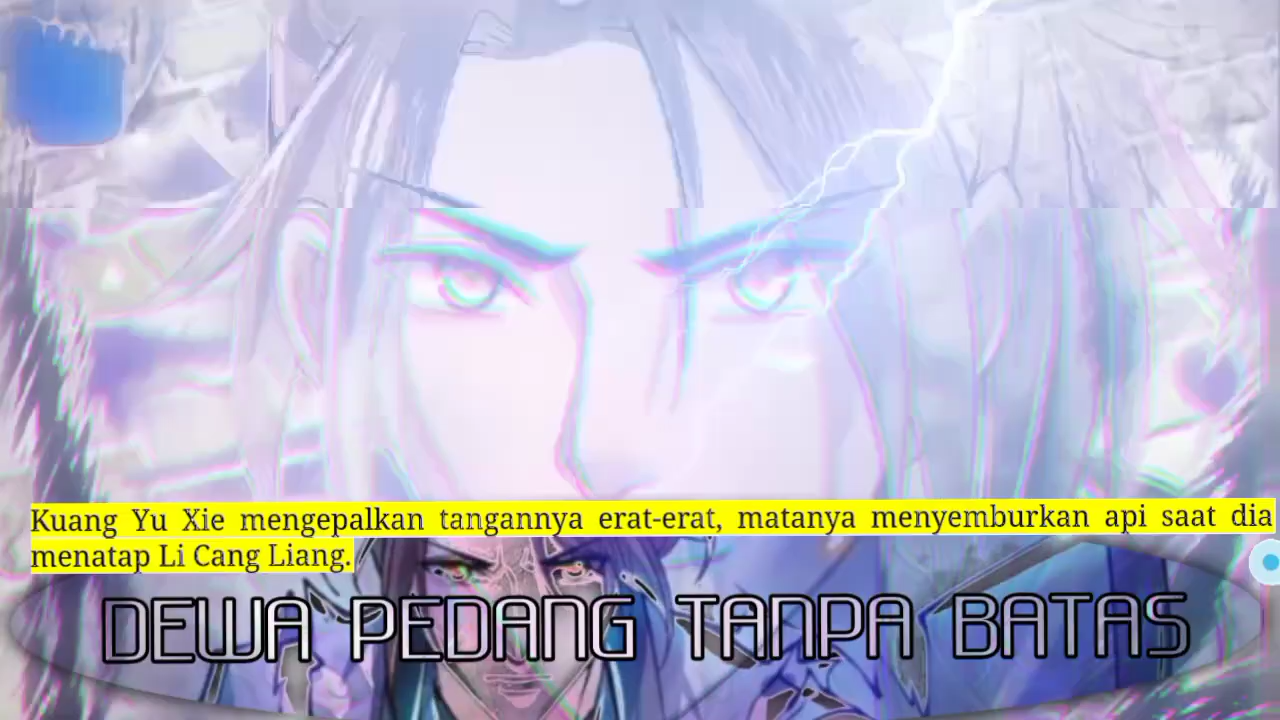 Kuang Yu Xie mengepalkan tangannya erat-erat, matanya menyemburkan api saat dia
menatap Li Cang Liang.
DEWA PEDANG TANPA BATAS